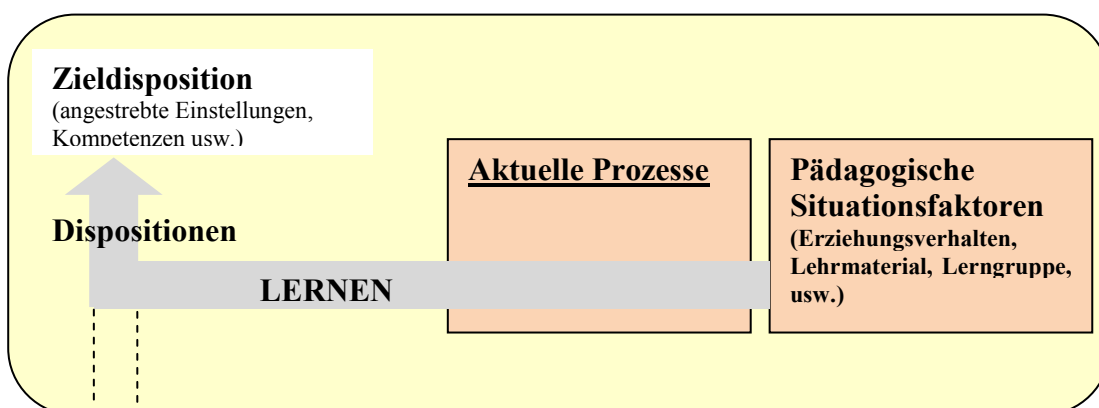 Zieldisposition
(angestrebte Einstellungen,
Kompetenzen usw.)
Dispositionen
LERNEN
Aktuelle Prozesse
Pädagogische
Situationsfaktoren
(Erziehungsverhalten,
Lehrmaterial, Lerngruppe,
usw.)